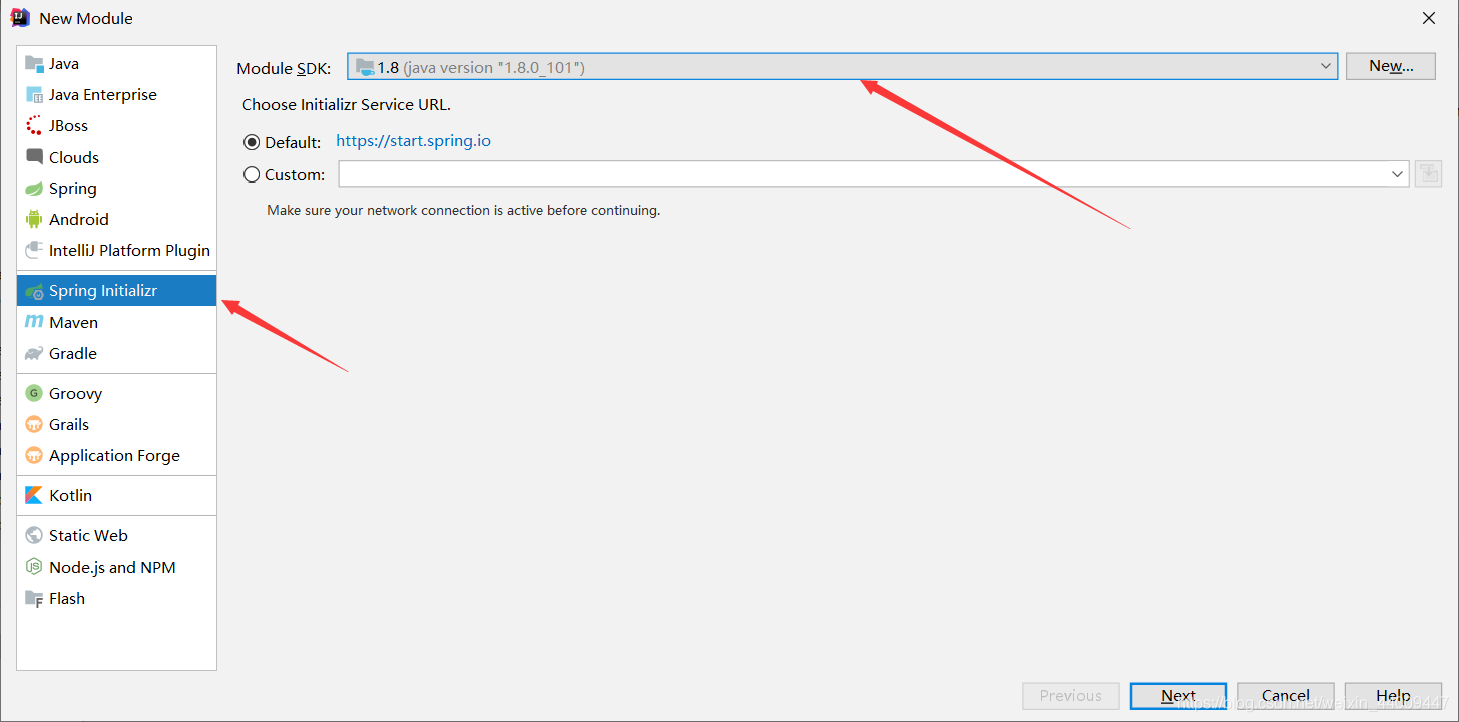 New Module
Java
Java Enterprise
JBoss
Clouds
Spring
Android
IntelliJ Platform Plugin
Spring Initializr
Maven
Gradle
Groovy
Grails
Application Forge
Kotlin
Static Web
Node.js and NPM
Flash
Module SDK: 1.8 (java version "1.8.0_101") New...
Choose Initializr Service URL.
Default: https://start.spring.io
Custom:
Make sure your network connection is active before continuing.
Previous Next Cancel Help
https://blog.csdn.net/weixin_44009447